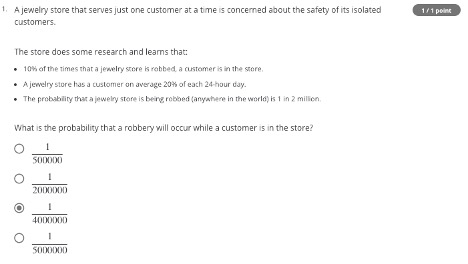 1. A jewelry store that serves just one customer at a time is concerned about the safety of its isolated
1 / 1 point
customers.
The store does some research and learns that:
• 10% of the times that a jewelry store is robbed, a customer is in the store.
• A jewelry store has a customer on average 20% of each 24-hour day.
• The probability that a jewelry store is being robbed (anywhere in the world) is 1 in 2 million.
What is the probability that a robbery will occur while a customer is in the store?
1
500000
1
2000000
1
4000000
1
5000000